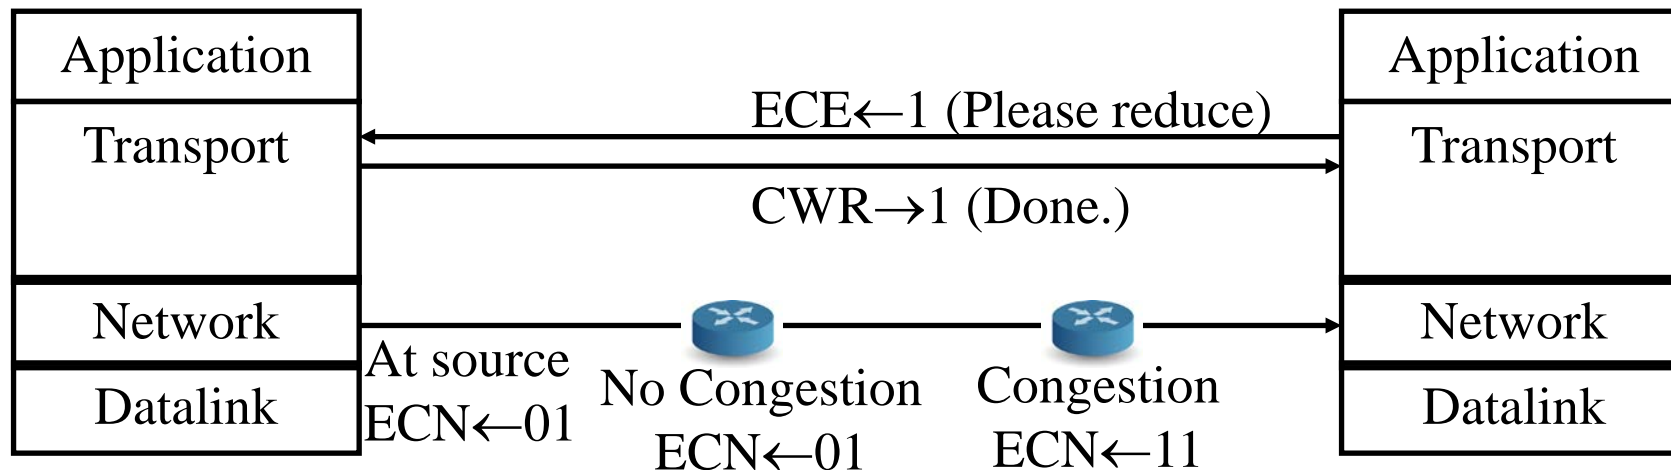 Application
Transport
Network
Datalink
ECE←1 (Please reduce)
CWR→1 (Done.)
At source
ECN←01
No Congestion
ECN←01
Congestion
ECN←11
Application
Transport
Network
Datalink